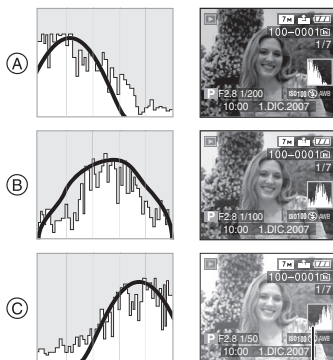 A
7M
100-0001
1/7
P F2.8 1/200
ISO100 AWB
10:00 1.DIC.2007
B
7M
100-0001
1/7
P F2.8 1/100
ISO100 AWB
10:00 1.DIC.2007
C
7M
100-0001
1/7
P F2.8 1/50
ISO100 AWB
10:00 1.DIC.2007